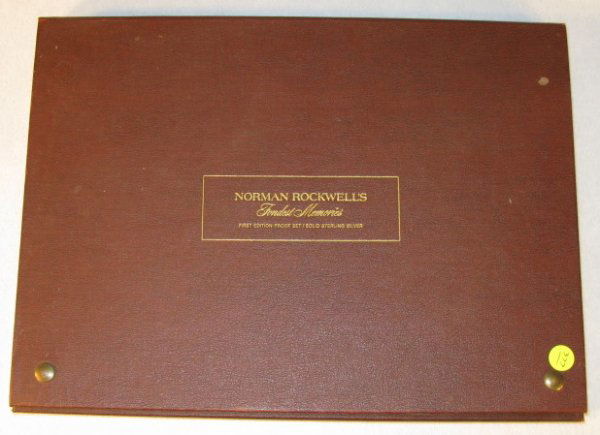 NORMAN ROCKWELL'S
Fondest Memories
FIRST EDITION PROOF SET / SOLID STERLING SILVER